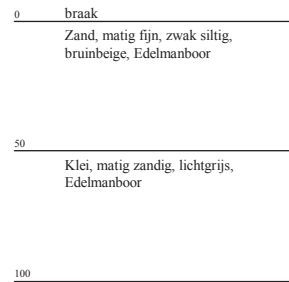 0 braak
Zand, matig fijn, zwak siltig,
bruinbeige, Edelmanboor
50
Klei, matig zandig, lichtgrijs,
Edelmanboor
100